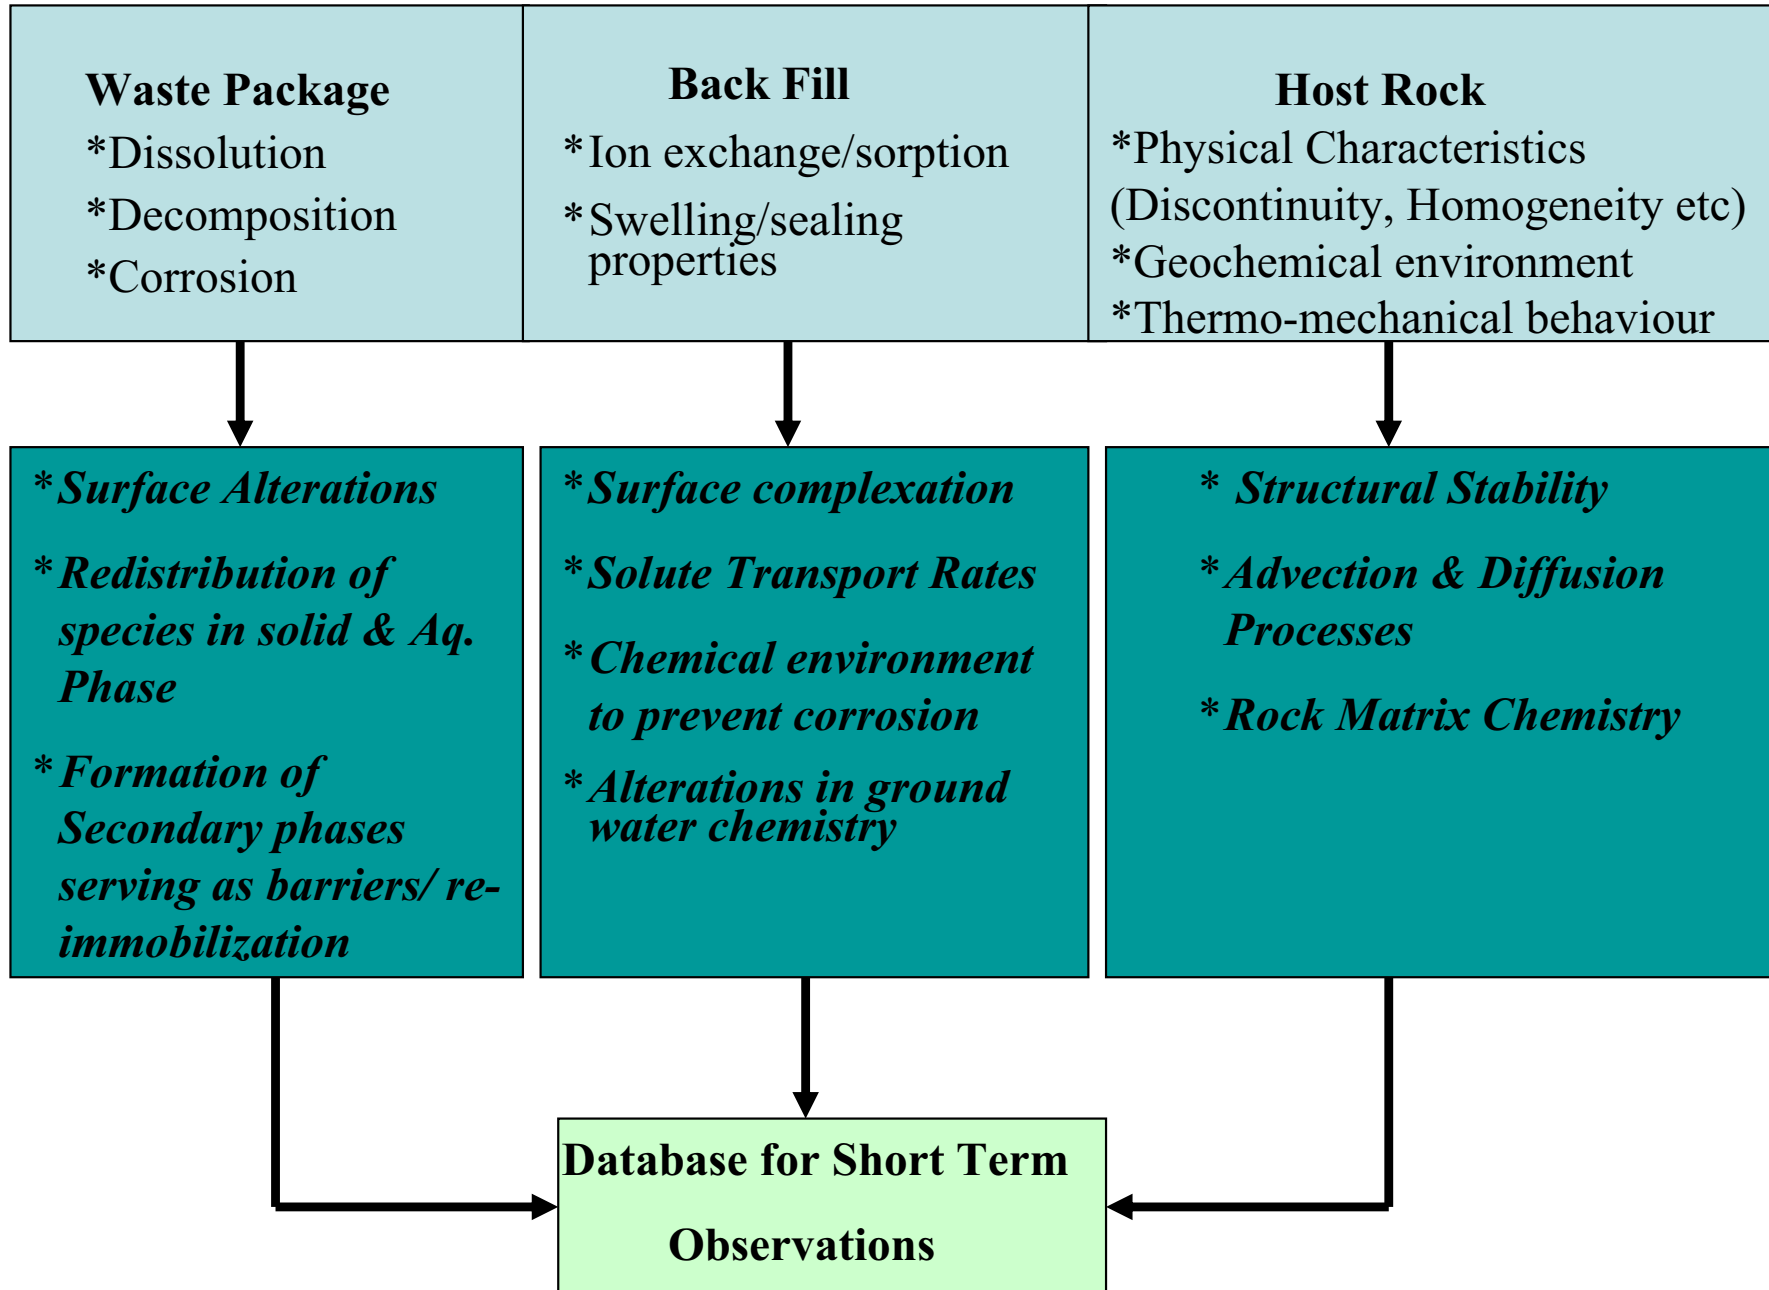 Waste Package
*Dissolution
*Decomposition
*Corrosion
Back Fill
*Ion exchange/sorption
*Swelling/sealing
properties
Host Rock
*Physical Characteristics
(Discontinuity, Homogeneity etc)
*Geochemical environment
*Thermo-mechanical behaviour
*Surface Alterations
*Redistribution of
species in solid & Aq.
Phase
*Formation of
Secondary phases
serving as barriers/ re-
immobilization
*Surface complexation
*Solute Transport Rates
*Chemical environment
to prevent corrosion
*Alterations in ground
water chemistry
* Structural Stability
*Advection & Diffusion
Processes
*Rock Matrix Chemistry
Database for Short Term
Observations